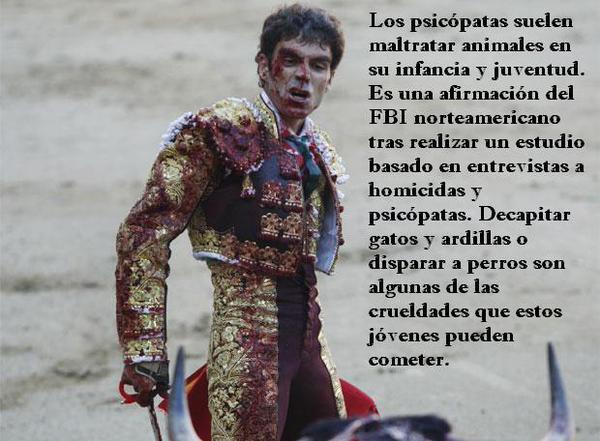 Los psicópatas suelen
maltratar animales en
su infancia y juventud.
Es una afirmación del
FBI norteamericano
tras realizar un estudio
basado en entrevistas a
homicidas y
psicópatas. Decapitar
gatos y ardillas o
disparar a perros son
algunas de las
crueldades que estos
jóvenes pueden
cometer.